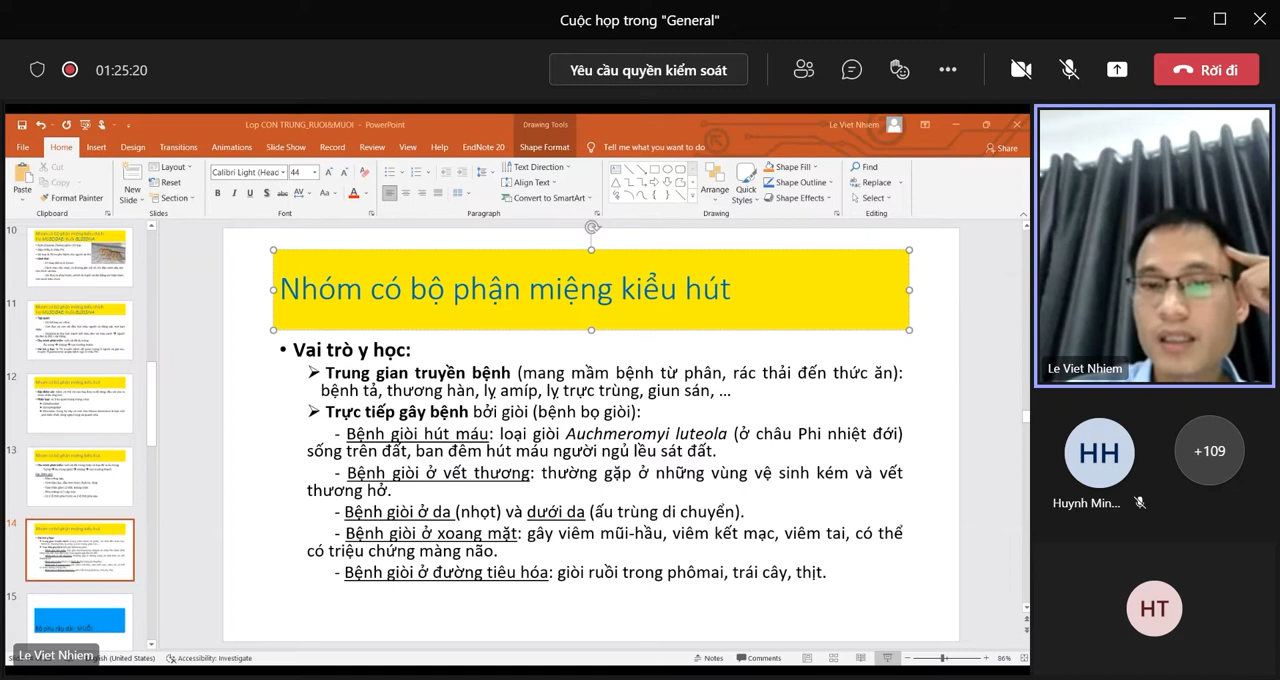 Cuộc họp trong "General"
01:25:20
Yêu cầu quyền kiểm soát
Rời đi
Lop CON TRUNG_RUOI&MUOI - PowerPoint
Drawing Tools
Le Viet Nhiem
File Home Insert Design Transitions Animations Slide Show Record Review View Help EndNote 20 Shape Format Tell me what you want to do Share
Paste
Cut
Copy
Format Painter
Clipboard
New Slide
Layout
Reset
Section
Slides
Calibri Light (Heac 44
Font
Paragraph
Text Direction
Align Text
Convert to SmartArt
Drawing
Arrange
Quick Styles
Shape Fill
Shape Outline
Shape Effects
Find
Replace
Select
Editing
10
11
12
13
14
15
Nhóm có bộ phận miệng kiểu hút
• Vai trò y học:
➢ Trung gian truyền bệnh (mang mầm bệnh từ phân, rác thải đến thức ăn):
bệnh tả, thương hàn, lỵ amíp, lỵ trực trùng, giun sán, ...
➢ Trực tiếp gây bệnh bởi giòi (bệnh bọ giòi):
- Bệnh giòi hút máu: loại giòi Auchmeromyi luteola (ở châu Phi nhiệt đới)
sống trên đất, ban đêm hút máu người ngủ lều sát đất.
- Bệnh giòi ở vết thương: thường gặp ở những vùng vệ sinh kém và vết
thương hở.
- Bệnh giòi ở da (nhọt) và dưới da (ấu trùng di chuyển).
- Bệnh giòi ở xoang mặt: gây viêm mũi-hầu, viêm kết mạc, viêm tai, có thể
có triệu chứng màng não.
- Bệnh giòi ở đường tiêu hóa: giòi ruồi trong phômai, trái cây, thịt.
Le Viet Nhiem
English (United States)
Accessibility: Investigate
Notes
Comments
86%
Le Viet Nhiem
HH
Huynh Min...
+109
HT